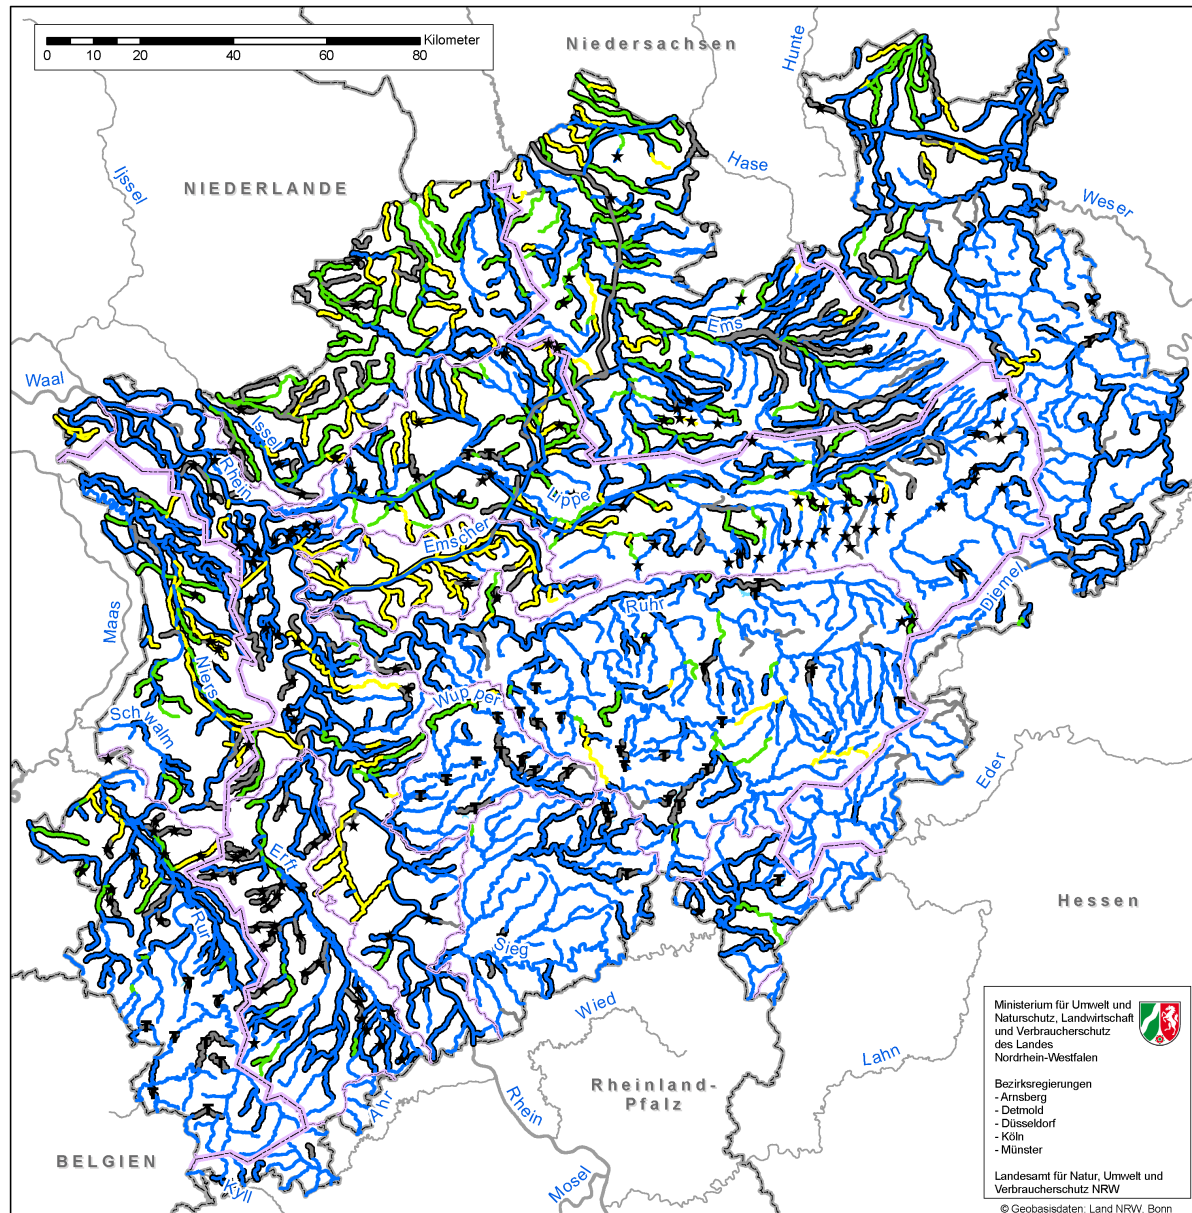 Kilometer
0 10 20 40 60 80
Niedersachsen
Hunte
Ijssel
NIEDERLANDE
Hase
Weser
Ems
Waal
Issel
Rhein
Lippe
Emscher
Maas
Ruhr
Diemel
Niers
Wupper
Schwalm
Eder
Erft
Hessen
Rur
Sieg
Wied
Lahn
Rheinland-
Pfalz
Rhein
Ahr
BELGIEN
Kyll
Mosel
Ministerium für Umwelt und
Naturschutz, Landwirtschaft
und Verbraucherschutz
des Landes
Nordrhein-Westfalen
Bezirksregierungen
- Arnsberg
- Detmold
- Düsseldorf
- Köln
- Münster
Landesamt für Natur, Umwelt und
Verbraucherschutz NRW
© Geobasisdaten: Land NRW, Bonn